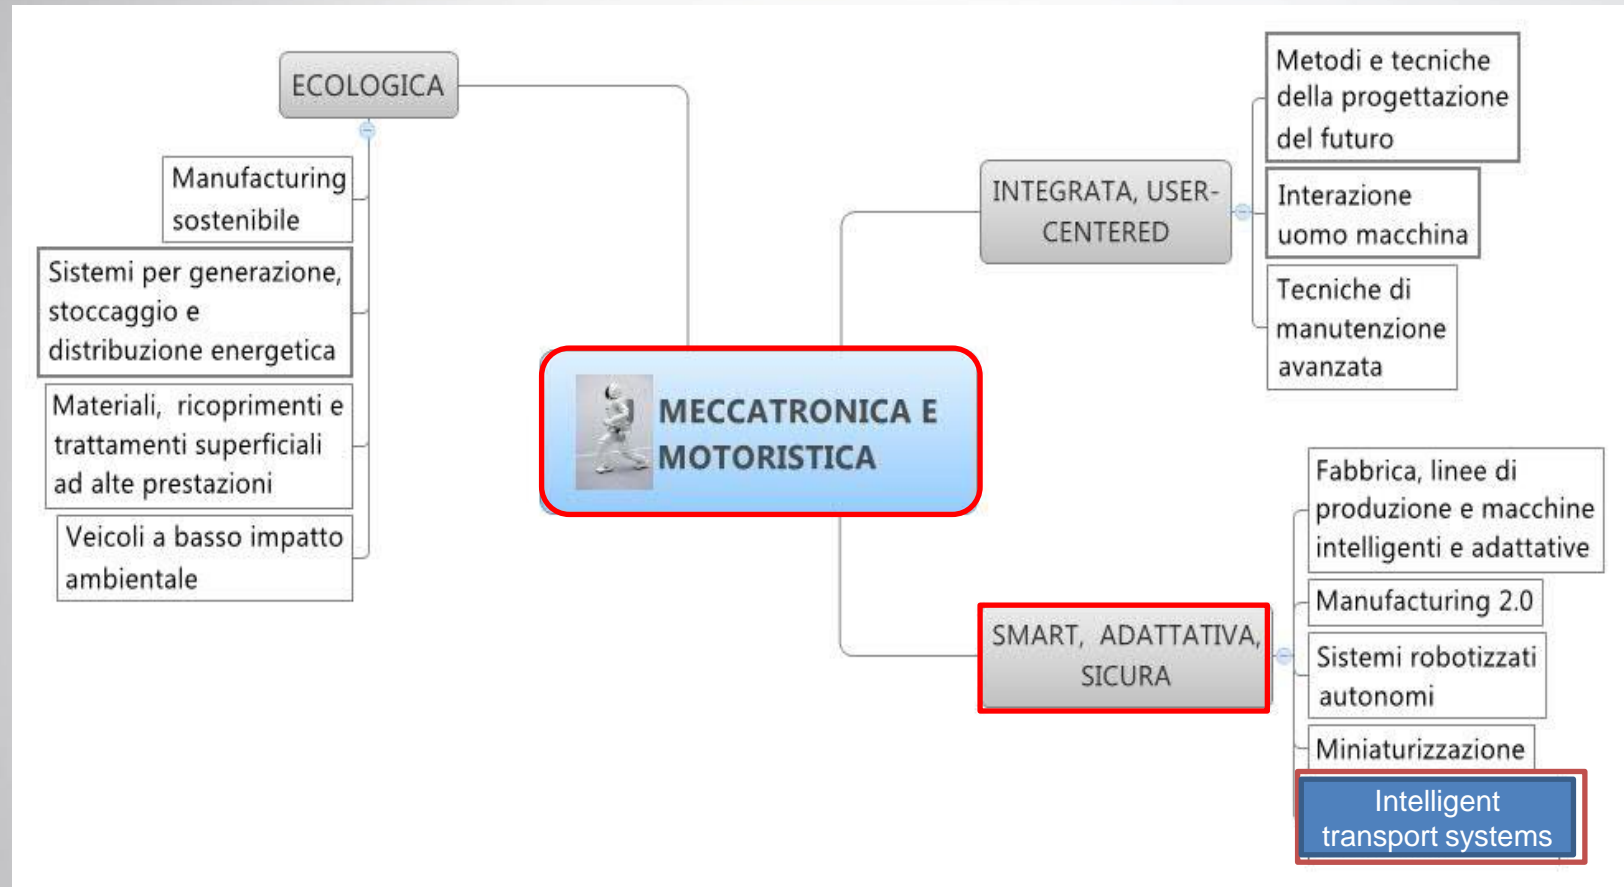 ECOLOGICA
Manufacturing
sostenibile
Sistemi per generazione,
stoccaggio e
distribuzione energetica
Materiali, ricoprimenti e
trattamenti superficiali
ad alte prestazioni
Veicoli a basso impatto
ambientale
MECCATRONICA E
MOTORISTICA
INTEGRATA, USER-
CENTERED
Metodi e tecniche
della progettazione
del futuro
Interazione
uomo macchina
Tecniche di
manutenzione
avanzata
SMART, ADATTATIVA,
SICURA
Fabbrica, linee di
produzione e macchine
intelligenti e adattative
Manufacturing 2.0
Sistemi robotizzati
autonomi
Miniaturizzazione
Intelligent
transport systems